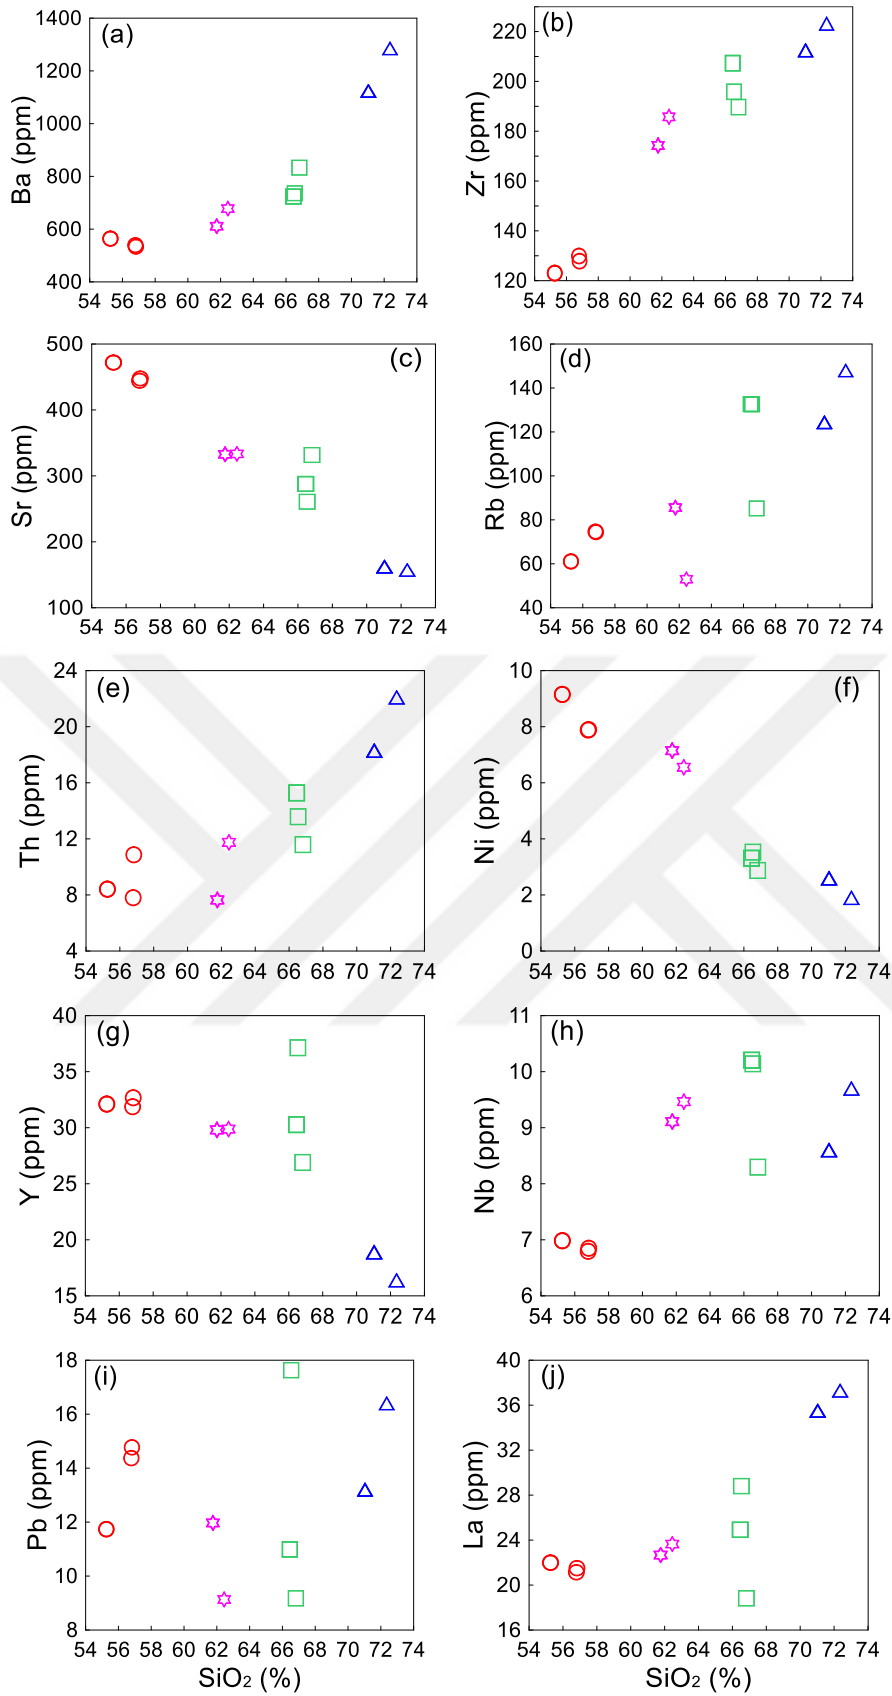 (a)
1400
1200
1000
800
600
400
Ba (ppm)
54 56 58 60 62 64 66 68 70 72 74
(b)
220
200
180
160
140
120
Zr (ppm)
54 56 58 60 62 64 66 68 70 72 74
(c)
500
400
300
200
100
Sr (ppm)
54 56 58 60 62 64 66 68 70 72 74
(d)
160
140
120
100
80
60
40
Rb (ppm)
54 56 58 60 62 64 66 68 70 72 74
(e)
24
20
16
12
8
4
Th (ppm)
54 56 58 60 62 64 66 68 70 72 74
(f)
10
8
6
4
2
0
Ni (ppm)
54 56 58 60 62 64 66 68 70 72 74
(g)
40
35
30
25
20
15
Y (ppm)
54 56 58 60 62 64 66 68 70 72 74
(h)
11
10
9
8
7
6
Nb (ppm)
54 56 58 60 62 64 66 68 70 72 74
(i)
18
16
14
12
10
8
Pb (ppm)
54 56 58 60 62 64 66 68 70 72 74
SiO₂ (%)
(j)
40
36
32
28
24
20
16
La (ppm)
54 56 58 60 62 64 66 68 70 72 74
SiO₂ (%)